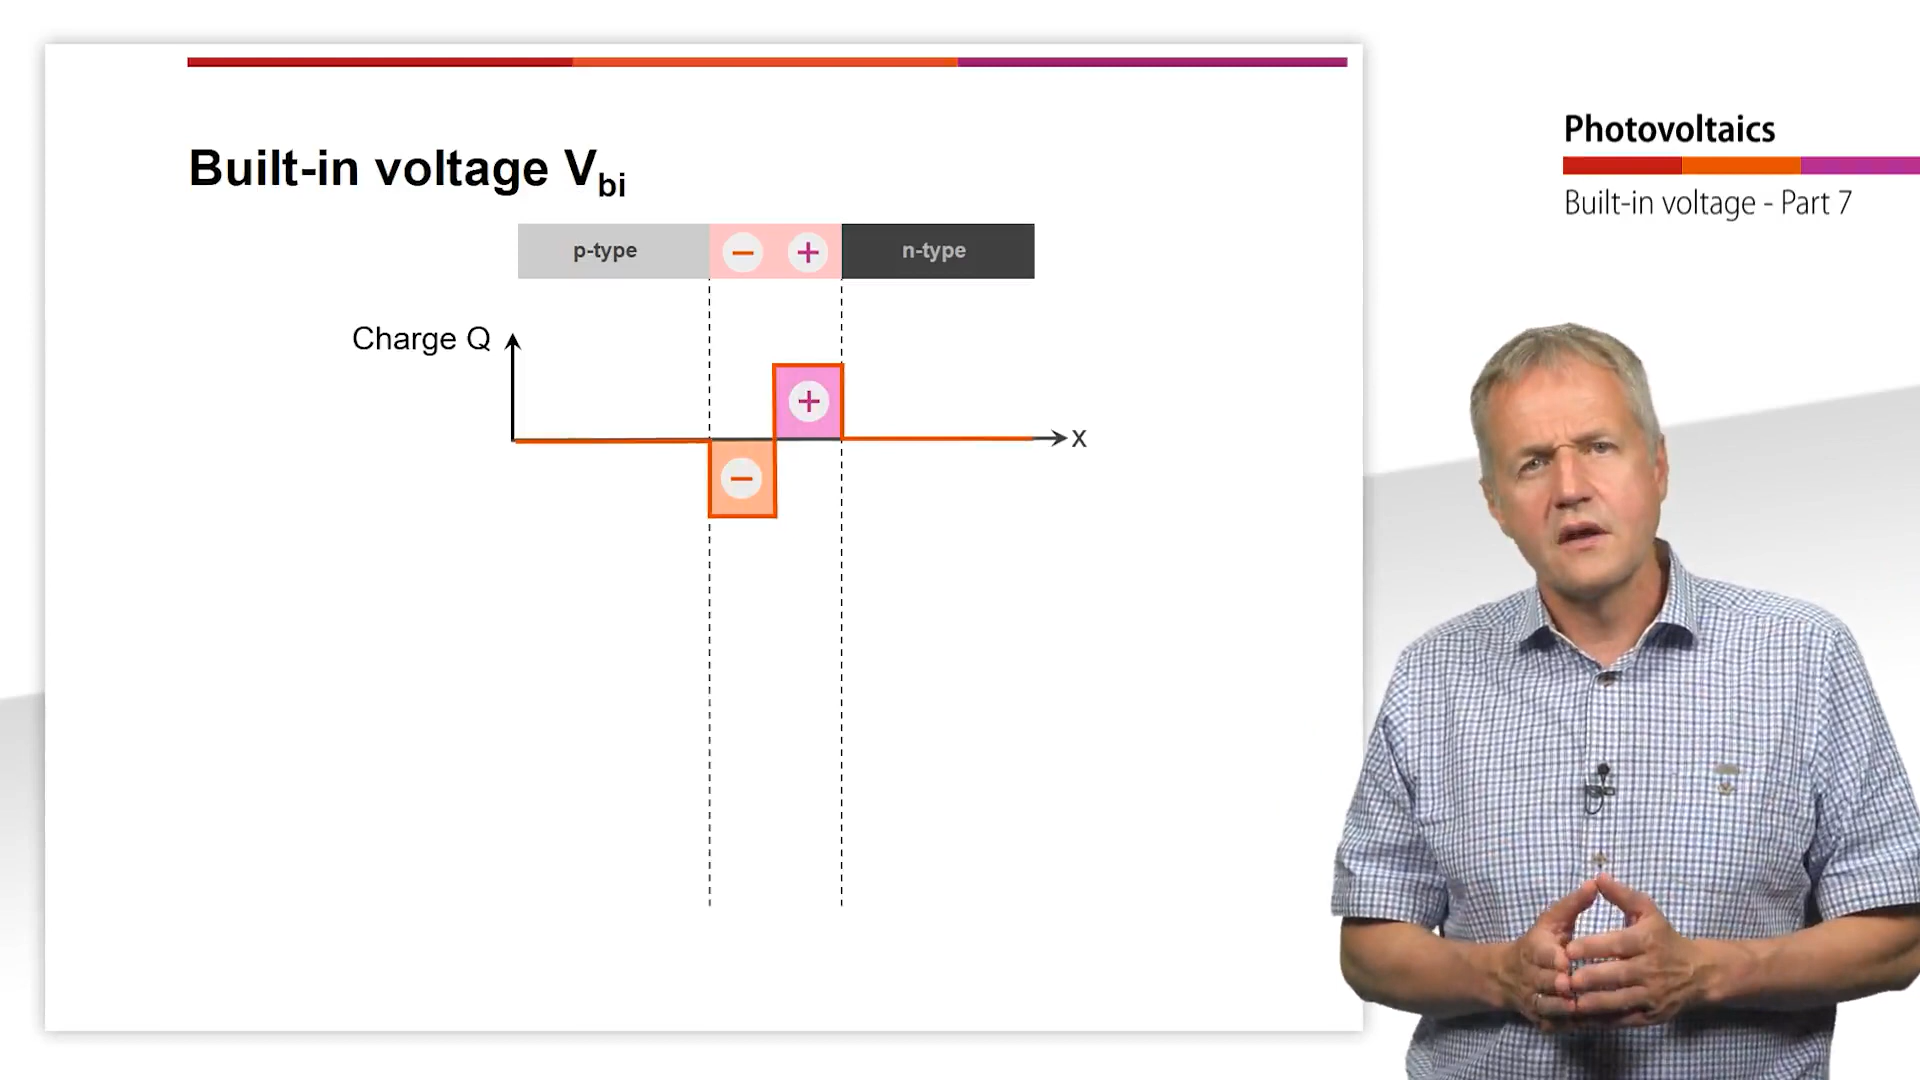 Built-in voltage Vbi
p-type
− +
n-type
Charge Q
+
−
x
Photovoltaics
Built-in voltage - Part 7